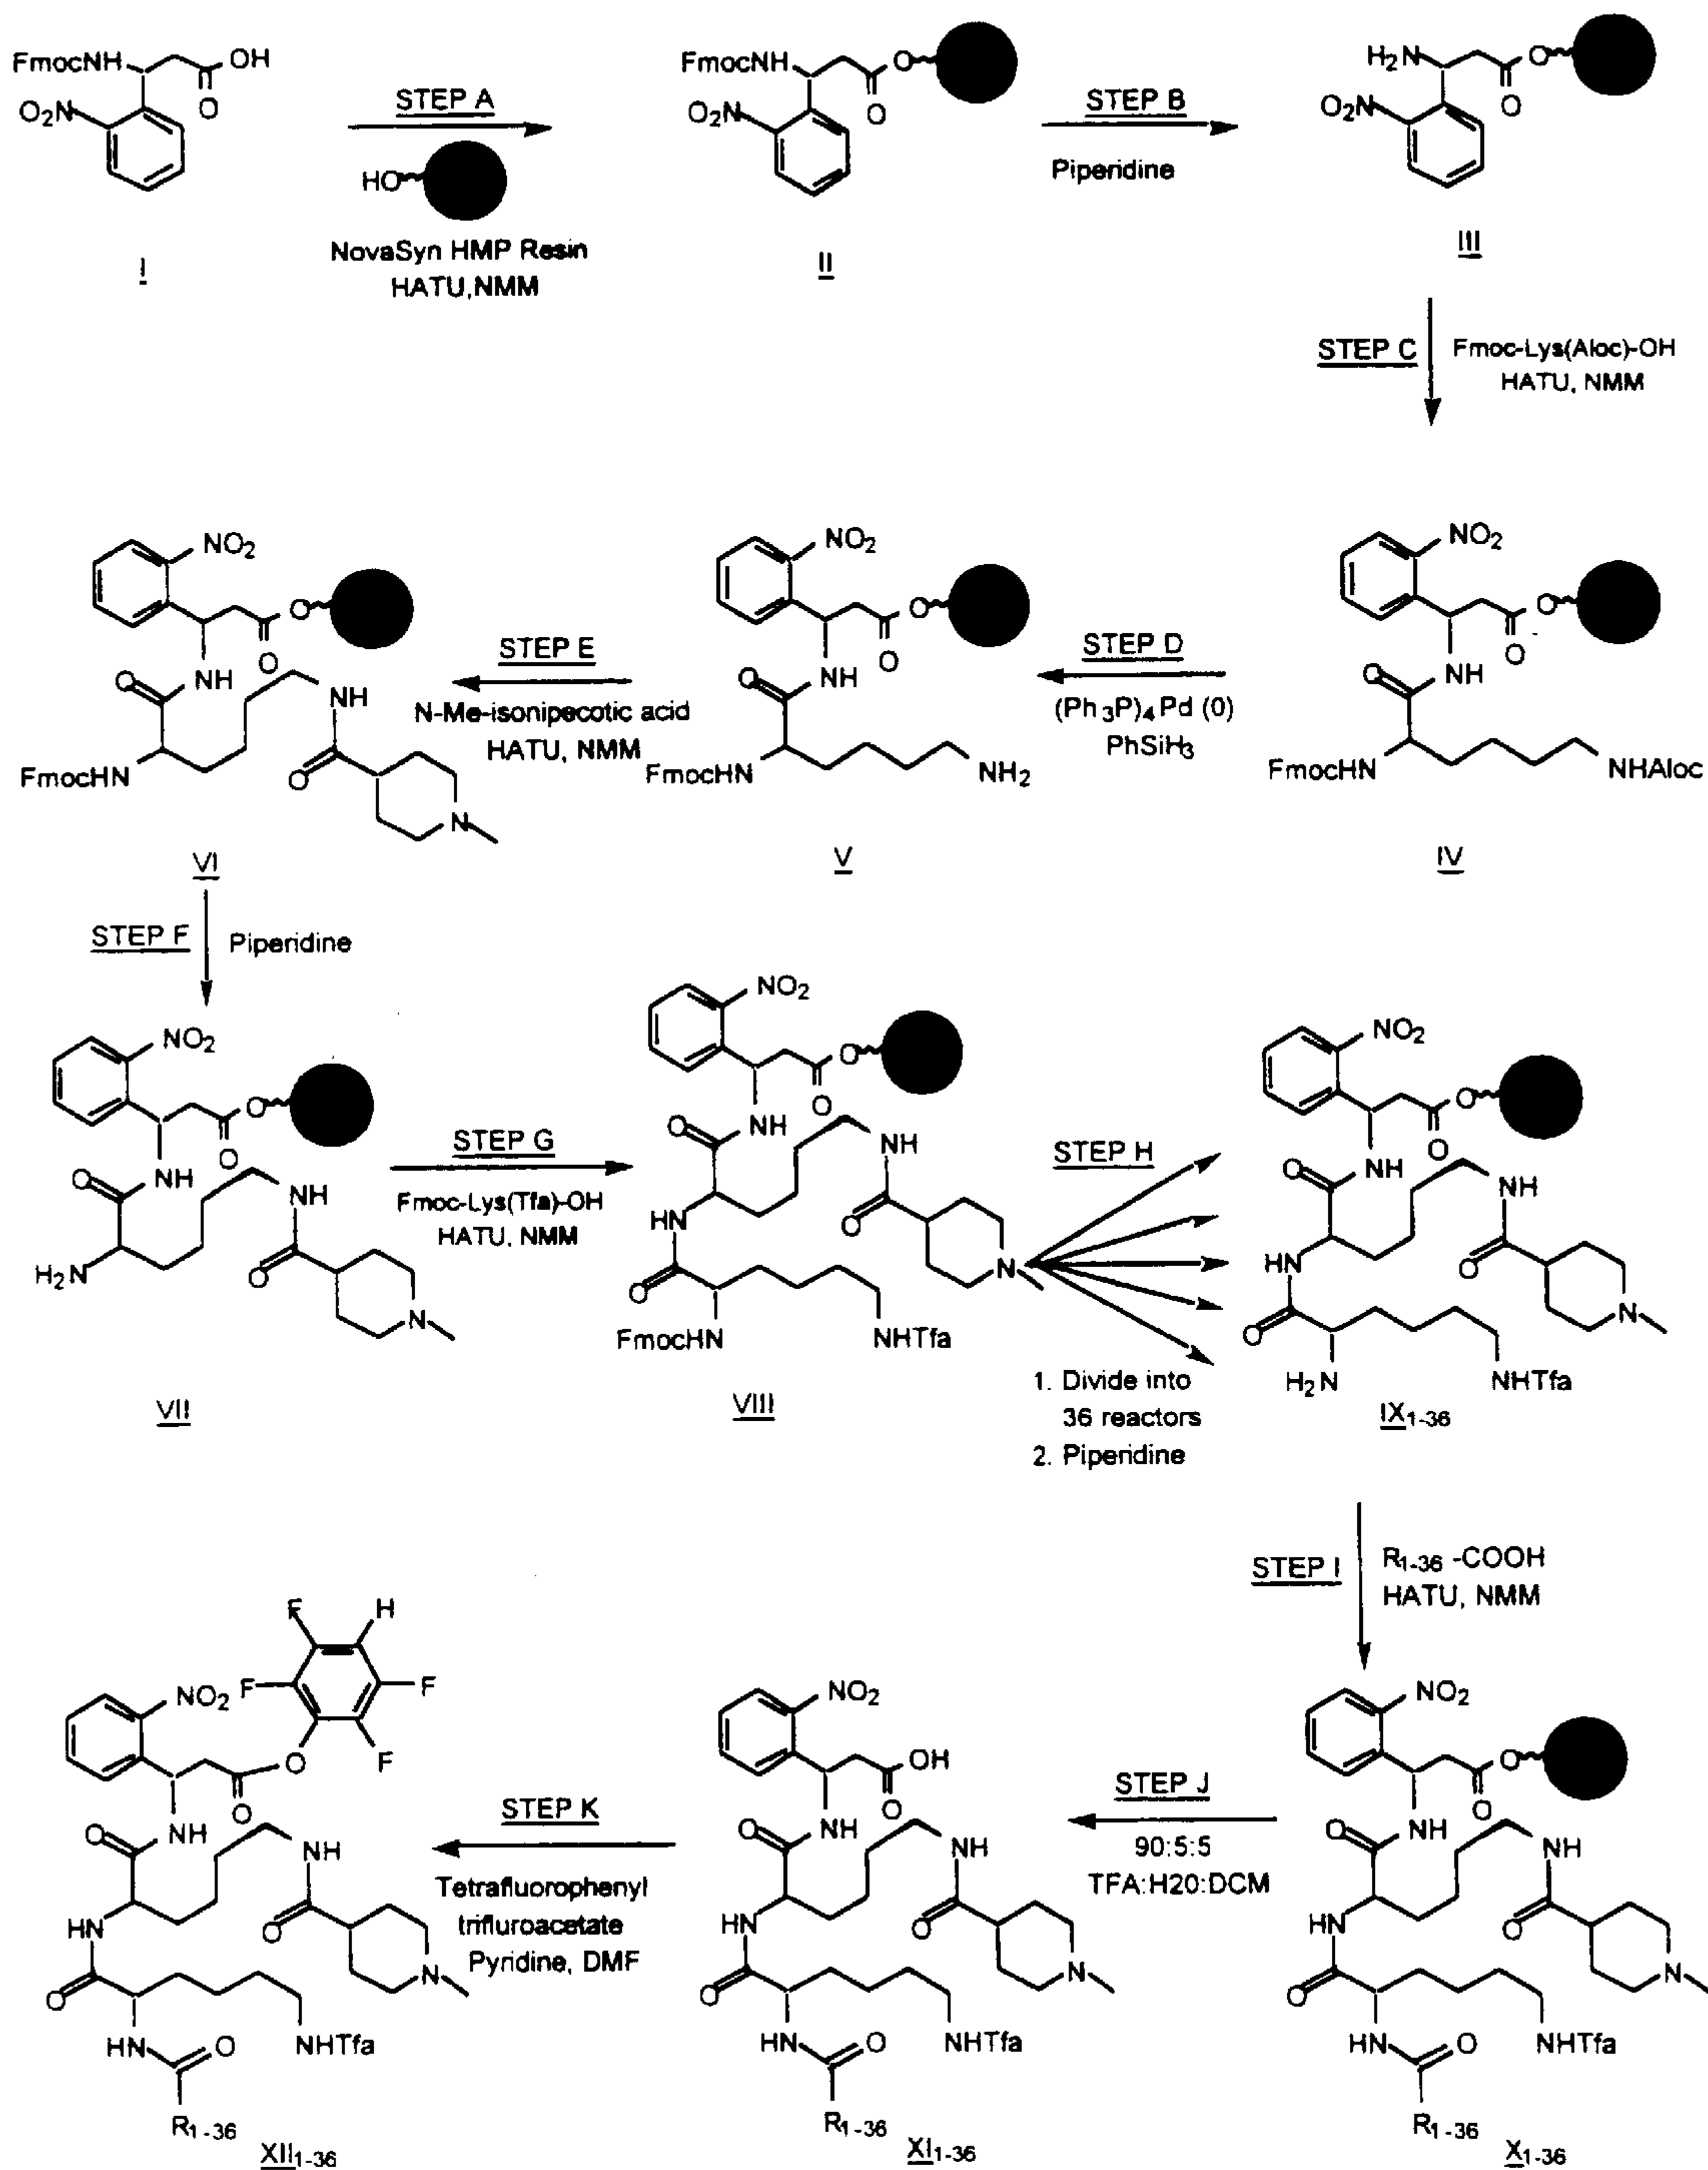 FmocNH
OH
O
O₂N
I
STEP A
HO
NovaSyn HMP Resin
HATU,NMM
FmocNH
O
O
O₂N
II
STEP B
Piperidine
H₂N
O
O
O₂N
III
STEP C
Fmoc-Lys(Aloc)-OH
HATU, NMM
NO₂
O
O
NH
O
FmocHN
NH
O
N
VI
STEP E
N-Me-isonipecotic acid
HATU, NMM
NO₂
O
O
NH
O
FmocHN
NH₂
V
STEP D
(Ph₃P)₄Pd (0)
PhSiH₃
NO₂
O
O
NH
O
FmocHN
NHAloc
IV
STEP F
Piperidine
NO₂
O
O
NH
O
NH
O
H₂N
N
VII
STEP G
Fmoc-Lys(Tfa)-OH
HATU, NMM
NO₂
O
O
NH
O
NH
HN
O
O
N
FmocHN
NHTfa
VIII
STEP H
1. Divide into
36 reactors
2. Piperidine
NO₂
O
O
NH
O
NH
HN
O
O
N
H₂N
NHTfa
IX₁₋₃₆
STEP I
R₁₋₃₆ -COOH
HATU, NMM
F
H
F
F
F
NO₂
O
O
NH
O
NH
HN
O
O
N
HN
O
NHTfa
R₁₋₃₆
XII₁₋₃₆
STEP K
Tetrafluorophenyl
trifluroacetate
Pyridine, DMF
NO₂
OH
O
NH
O
NH
HN
O
O
N
HN
O
NHTfa
R₁₋₃₆
XI₁₋₃₆
STEP J
90:5:5
TFA:H20:DCM
NO₂
O
O
NH
O
NH
HN
O
O
N
HN
O
NHTfa
R₁₋₃₆
X₁₋₃₆